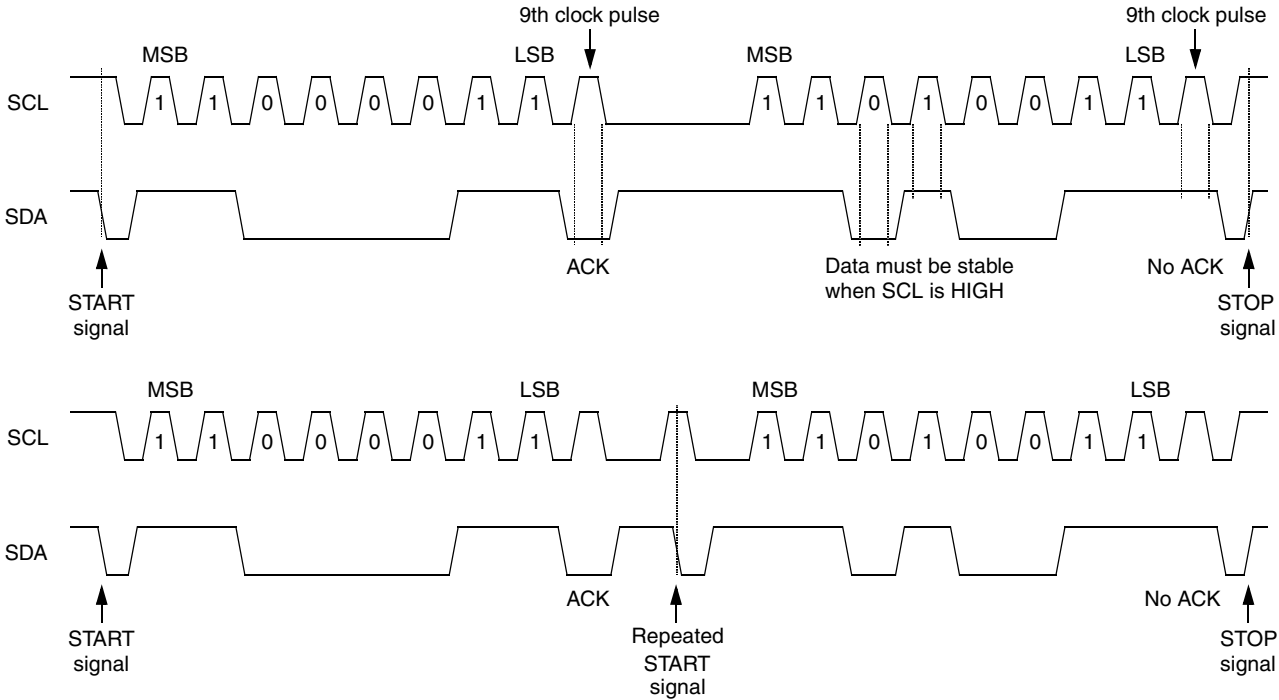 9th clock pulse 9th clock pulse
MSB LSB MSB LSB
SCL 1 1 0 0 0 0 1 1 1 1 0 1 0 0 1 1
SDA
START
signal
ACK
Data must be stable
when SCL is HIGH
No ACK
STOP
signal
MSB LSB MSB LSB
SCL 1 1 0 0 0 0 1 1 1 1 0 1 0 0 1 1
SDA
START
signal
ACK
Repeated
START
signal
No ACK
STOP
signal